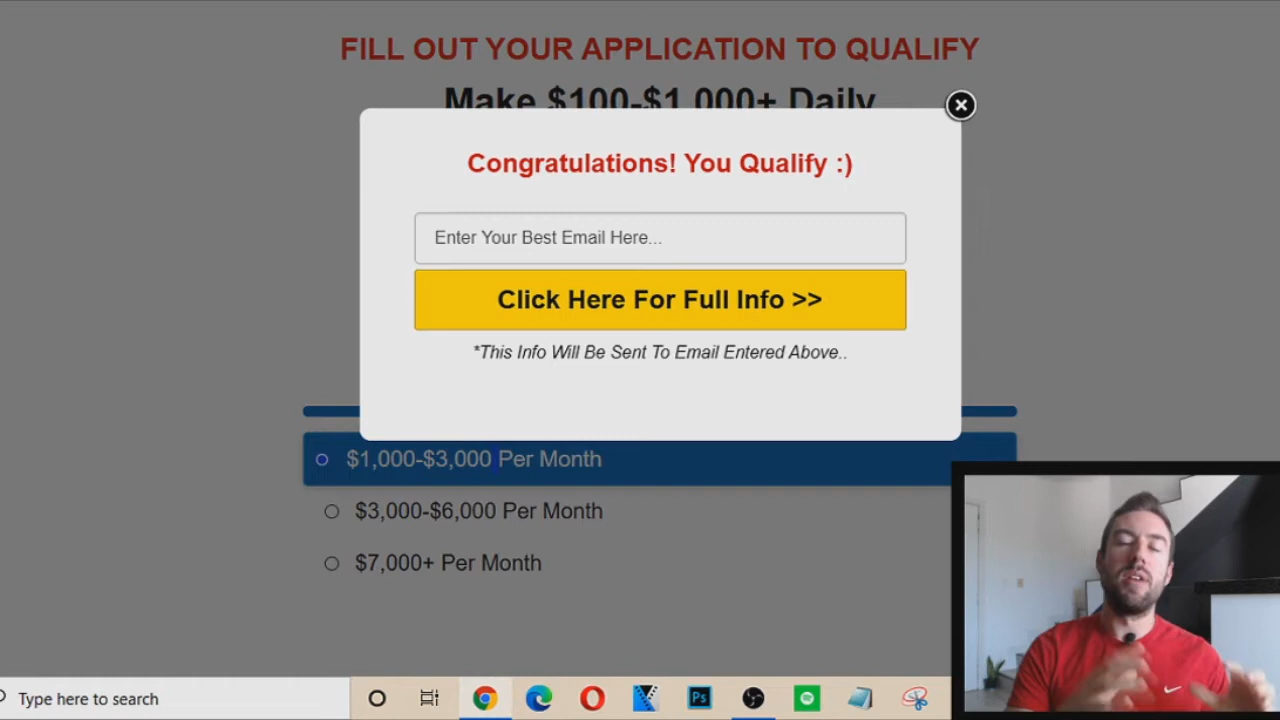 FILL OUT YOUR APPLICATION TO QUALIFY
Make $100-$1,000+ Daily
Congratulations! You Qualify :)
Enter Your Best Email Here...
Click Here For Full Info >>
*This Info Will Be Sent To Email Entered Above..
$1,000-$3,000 Per Month
$3,000-$6,000 Per Month
$7,000+ Per Month
Type here to search
Ps